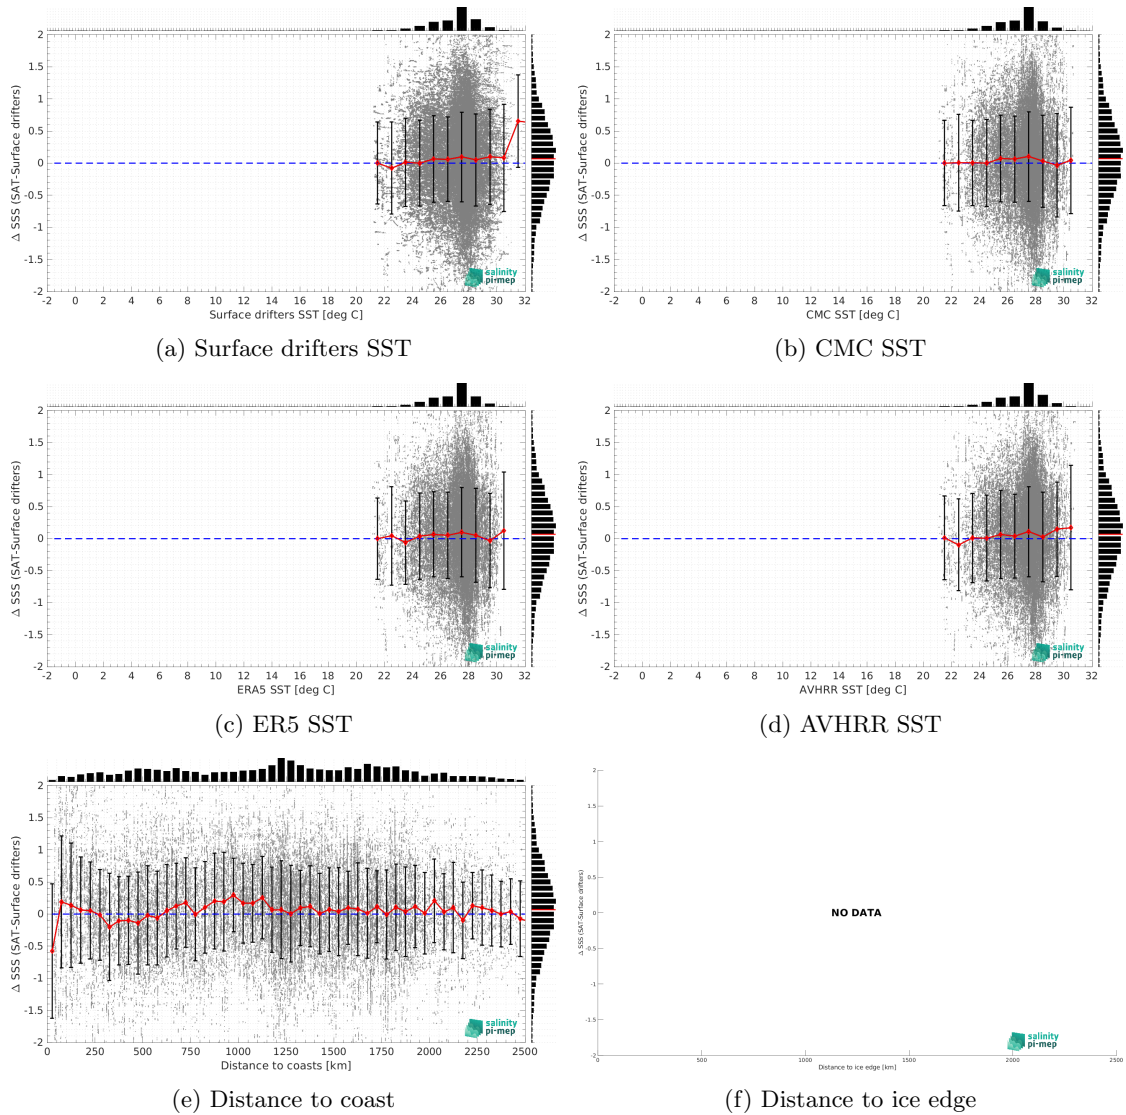 2
1.5
1
0.5
0
-0.5
-1
-1.5
-2
Δ SSS (SAT-Surface drifters)
-2 0 2 4 6 8 10 12 14 16 18 20 22 24 26 28 30 32
Surface drifters SST [deg C]
salinity
pi-mep
(a) Surface drifters SST
2
1.5
1
0.5
0
-0.5
-1
-1.5
-2
Δ SSS (SAT-Surface drifters)
-2 0 2 4 6 8 10 12 14 16 18 20 22 24 26 28 30 32
CMC SST [deg C]
salinity
pi-mep
(b) CMC SST
2
1.5
1
0.5
0
-0.5
-1
-1.5
-2
Δ SSS (SAT-Surface drifters)
-2 0 2 4 6 8 10 12 14 16 18 20 22 24 26 28 30 32
ERA5 SST [deg C]
salinity
pi-mep
(c) ER5 SST
2
1.5
1
0.5
0
-0.5
-1
-1.5
-2
Δ SSS (SAT-Surface drifters)
-2 0 2 4 6 8 10 12 14 16 18 20 22 24 26 28 30 32
AVHRR SST [deg C]
salinity
pi-mep
(d) AVHRR SST
2
1.5
1
0.5
0
-0.5
-1
-1.5
-2
Δ SSS (SAT-Surface drifters)
0 250 500 750 1000 1250 1500 1750 2000 2250 2500
Distance to coasts [km]
salinity
pi-mep
(e) Distance to coast
2
1.5
1
0.5
0
-0.5
-1
-1.5
-2
Δ SSS (SAT-Surface drifters)
NO DATA
0 500 1000 1500 2000 2500
Distance to ice edge [km]
salinity
pi-mep
(f) Distance to ice edge